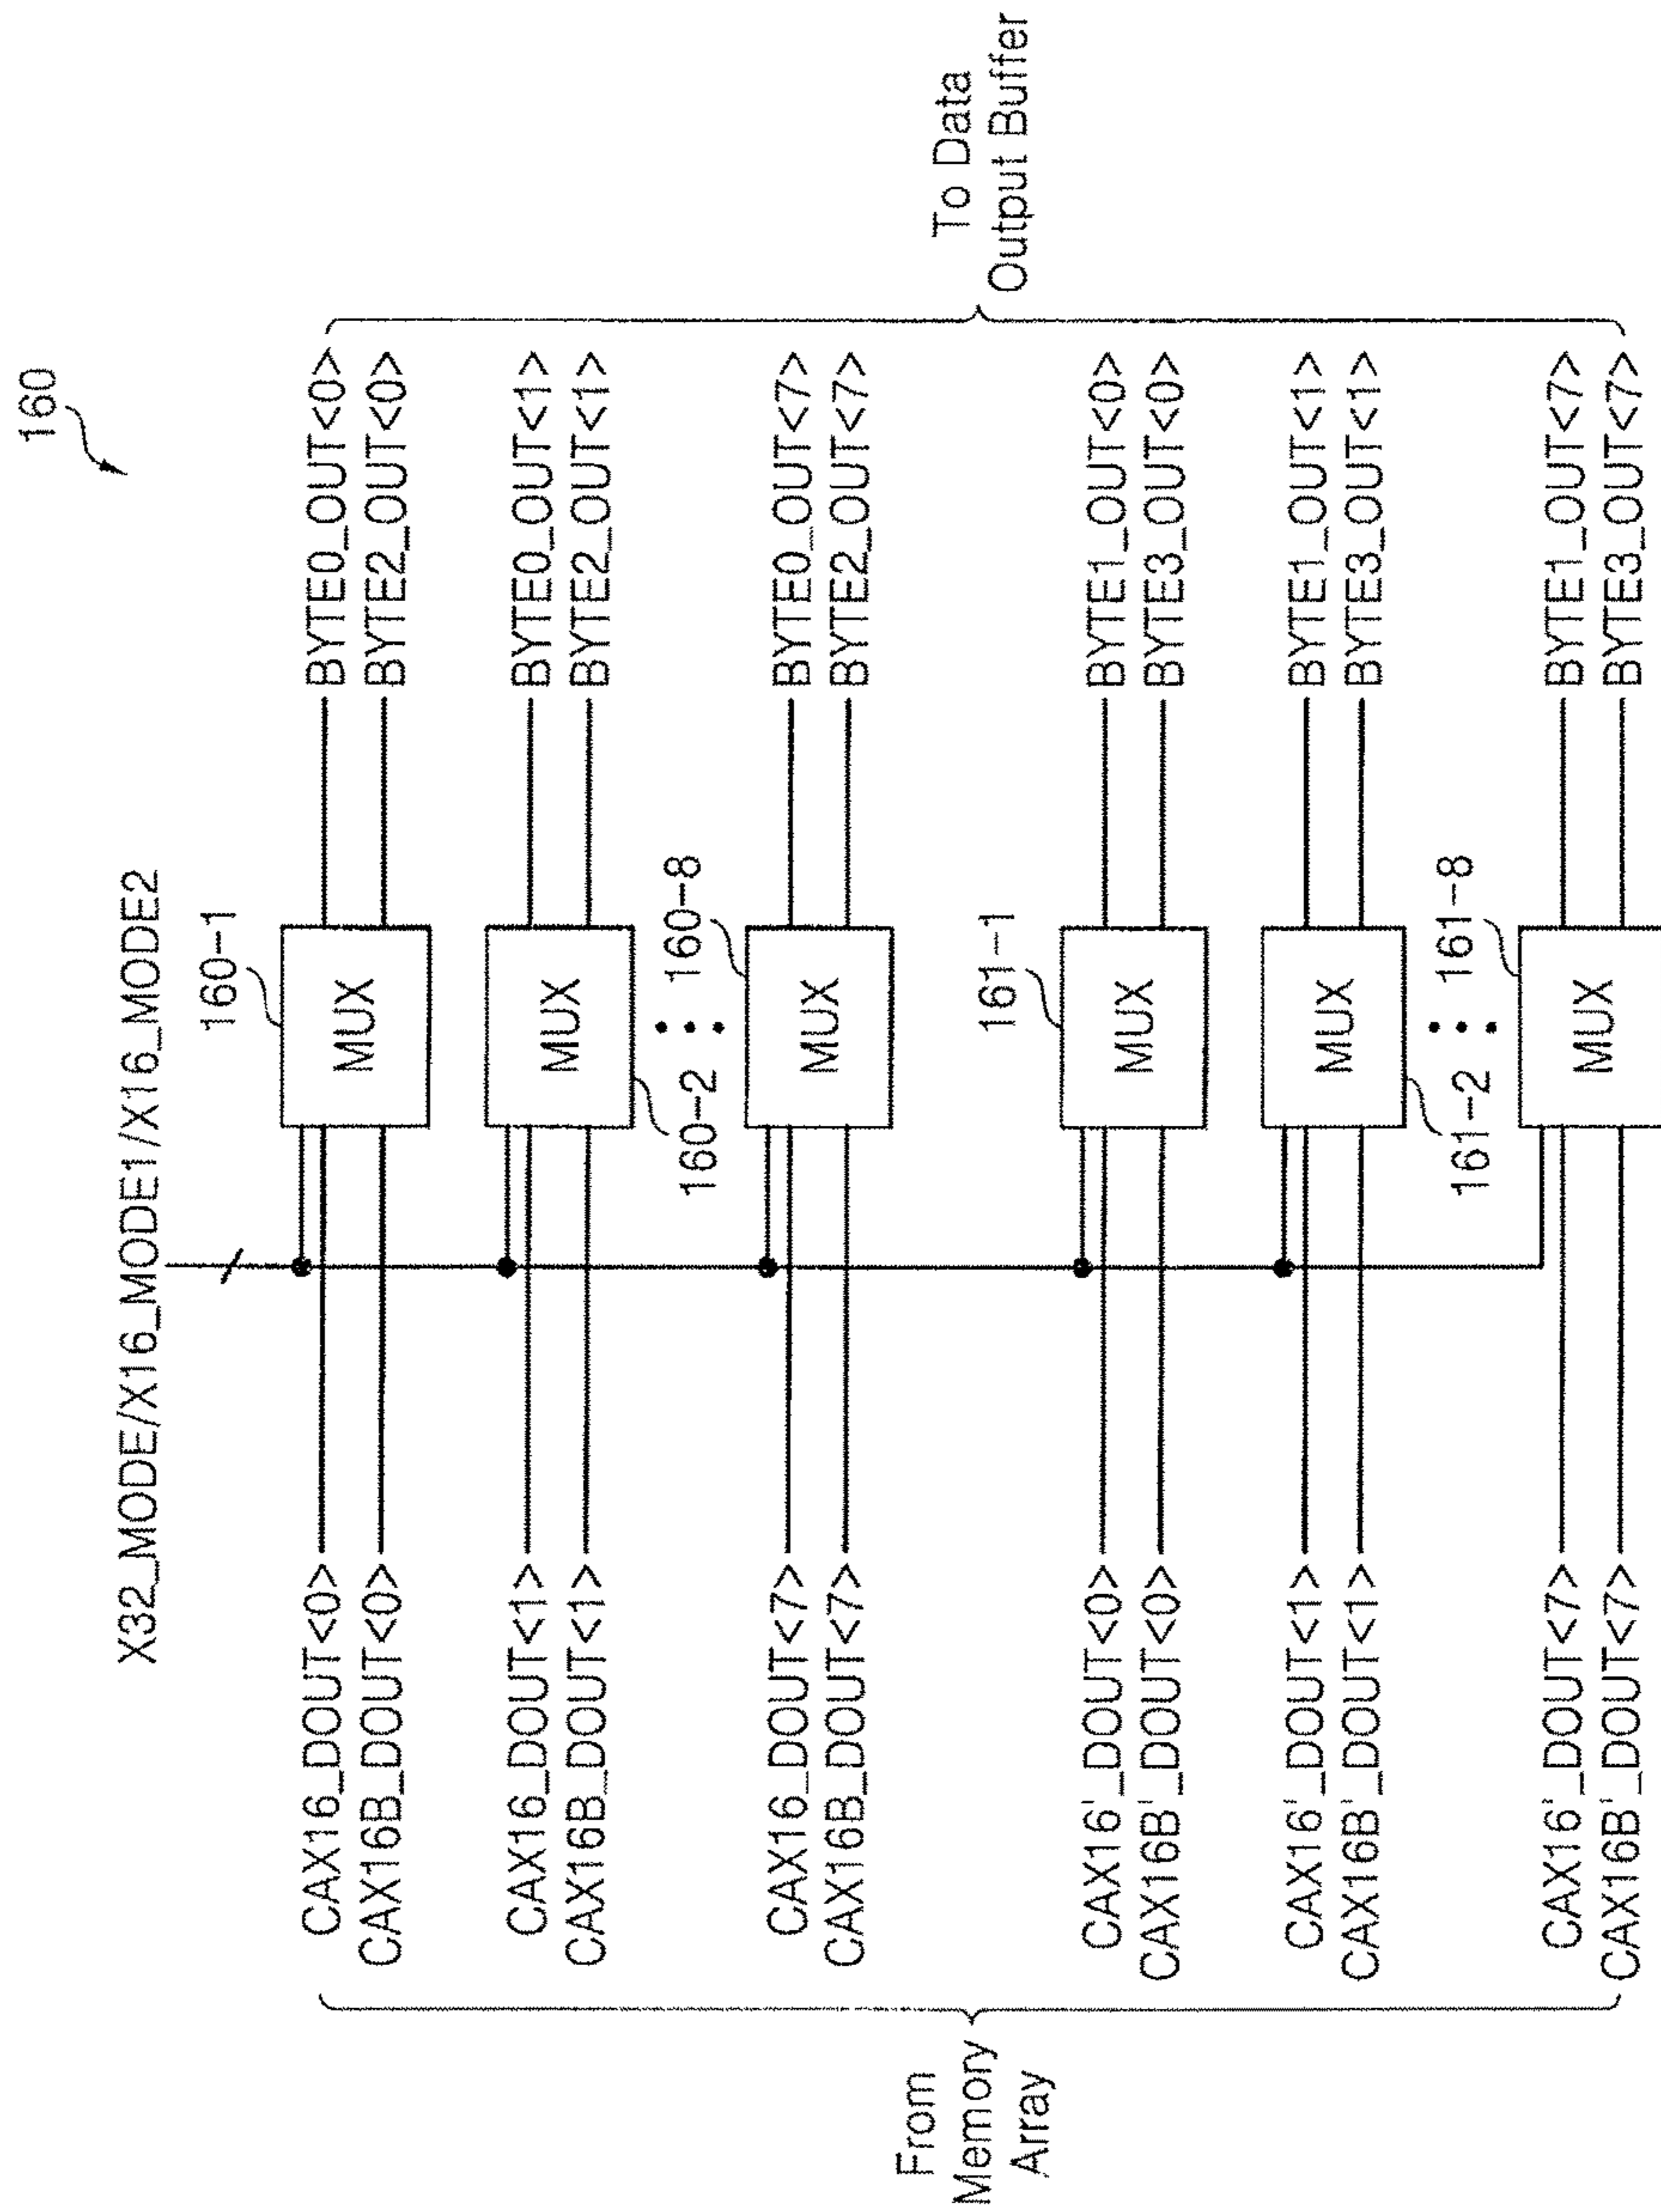 160
X32_MODE/X16_MODE1/X16_MODE2
160-1
CAX16_DOUT<0>
CAX16B_DOUT<0>
MUX
BYTE0_OUT<0>
BYTE2_OUT<0>
CAX16_DOUT<1>
CAX16B_DOUT<1>
MUX
BYTE0_OUT<1>
BYTE2_OUT<1>
160-2
160-8
CAX16_DOUT<7>
CAX16B_DOUT<7>
MUX
BYTE0_OUT<7>
BYTE2_OUT<7>
From
Memory
Array
To Data
Output Buffer
161-1
CAX16'_DOUT<0>
CAX16B'_DOUT<0>
MUX
BYTE1_OUT<0>
BYTE3_OUT<0>
CAX16'_DOUT<1>
CAX16B'_DOUT<1>
MUX
BYTE1_OUT<1>
BYTE3_OUT<1>
161-2
161-8
CAX16'_DOUT<7>
CAX16B'_DOUT<7>
MUX
BYTE1_OUT<7>
BYTE3_OUT<7>